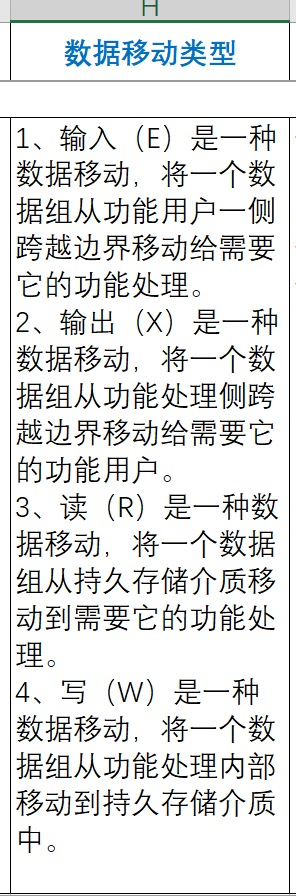 H
数据移动类型
1、输入（E）是一种
数据移动，将一个数
据组从功能用户一侧
跨越边界移动给需要
它的功能处理。
2、输出（X）是一种
数据移动，将一个数
据组从功能处理侧跨
越边界移动给需要它
的功能用户。
3、读（R）是一种数
据移动，将一个数据
组从持久存储介质移
动到需要它的功能处
理。
4、写（W）是一种
数据移动，将一个数
据组从功能处理内部
移动到持久存储介质
中。